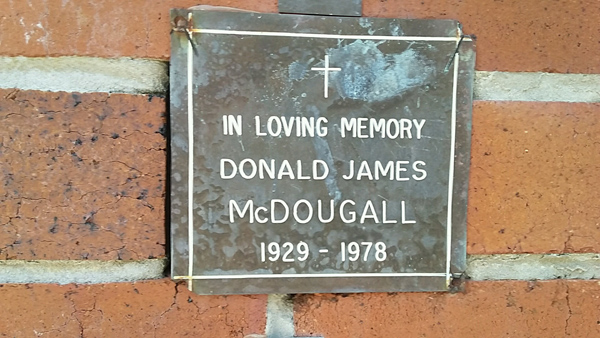 IN LOVING MEMORY
DONALD JAMES
McDOUGALL
1929 - 1978